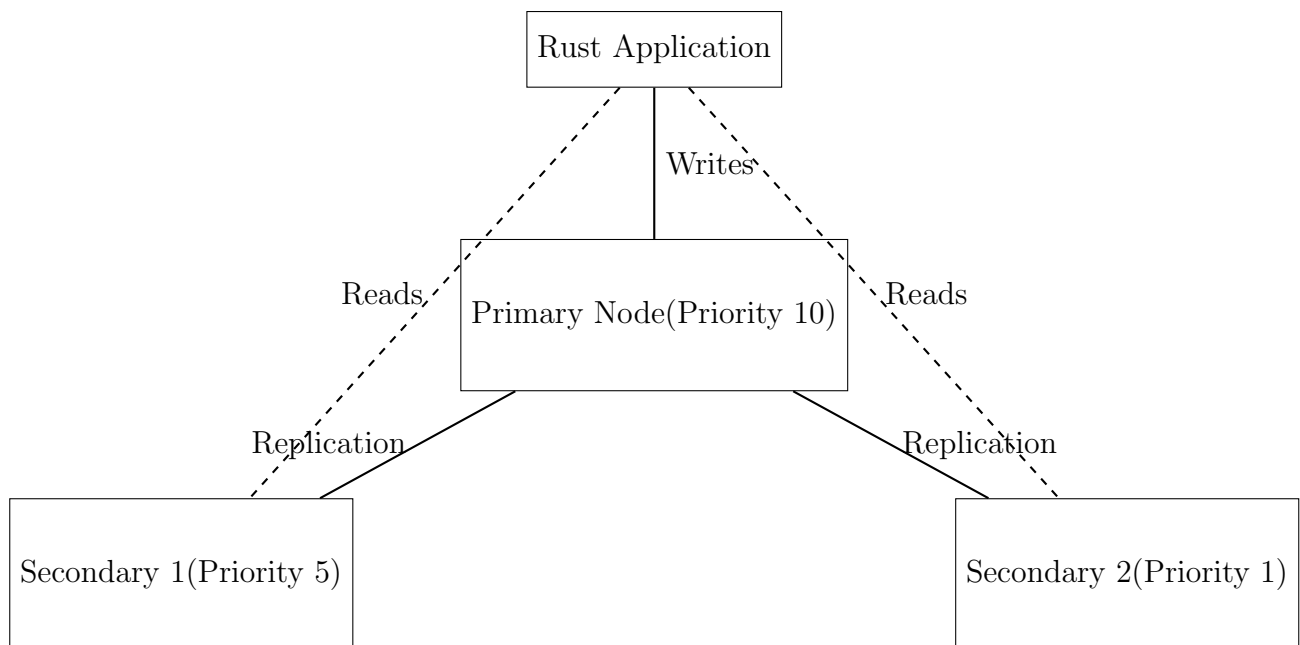 Rust Application
Writes
Reads
Reads
Primary Node(Priority 10)
Replication
Replication
Secondary 1(Priority 5)
Secondary 2(Priority 1)